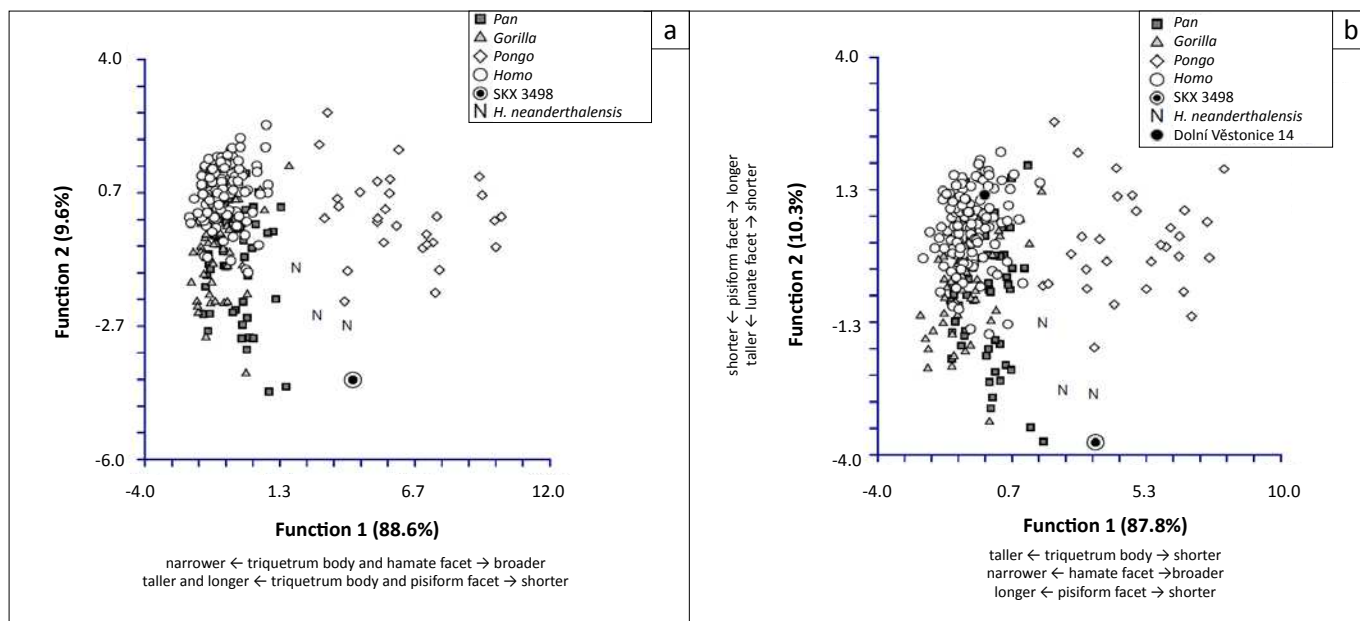 a
Pan
Gorilla
Pongo
Homo
SKX 3498
H. neanderthalensis
4.0
0.7
-2.7
-6.0
Function 2 (9.6%)
N
N
N
-4.0
1.3
6.7
12.0
Function 1 (88.6%)
narrower ← triquetrum body and hamate facet → broader
taller and longer ← triquetrum body and pisiform facet → shorter
b
Pan
Gorilla
Pongo
Homo
SKX 3498
N H. neanderthalensis
Dolní Věstonice 14
shorter ← pisiform facet → longer
taller ← lunate facet → shorter
Function 2 (10.3%)
4.0
1.3
-1.3
-4.0
N
N
N
-4.0
0.7
5.3
10.0
Function 1 (87.8%)
taller ← triquetrum body → shorter
narrower ← hamate facet →broader
longer ← pisiform facet → shorter